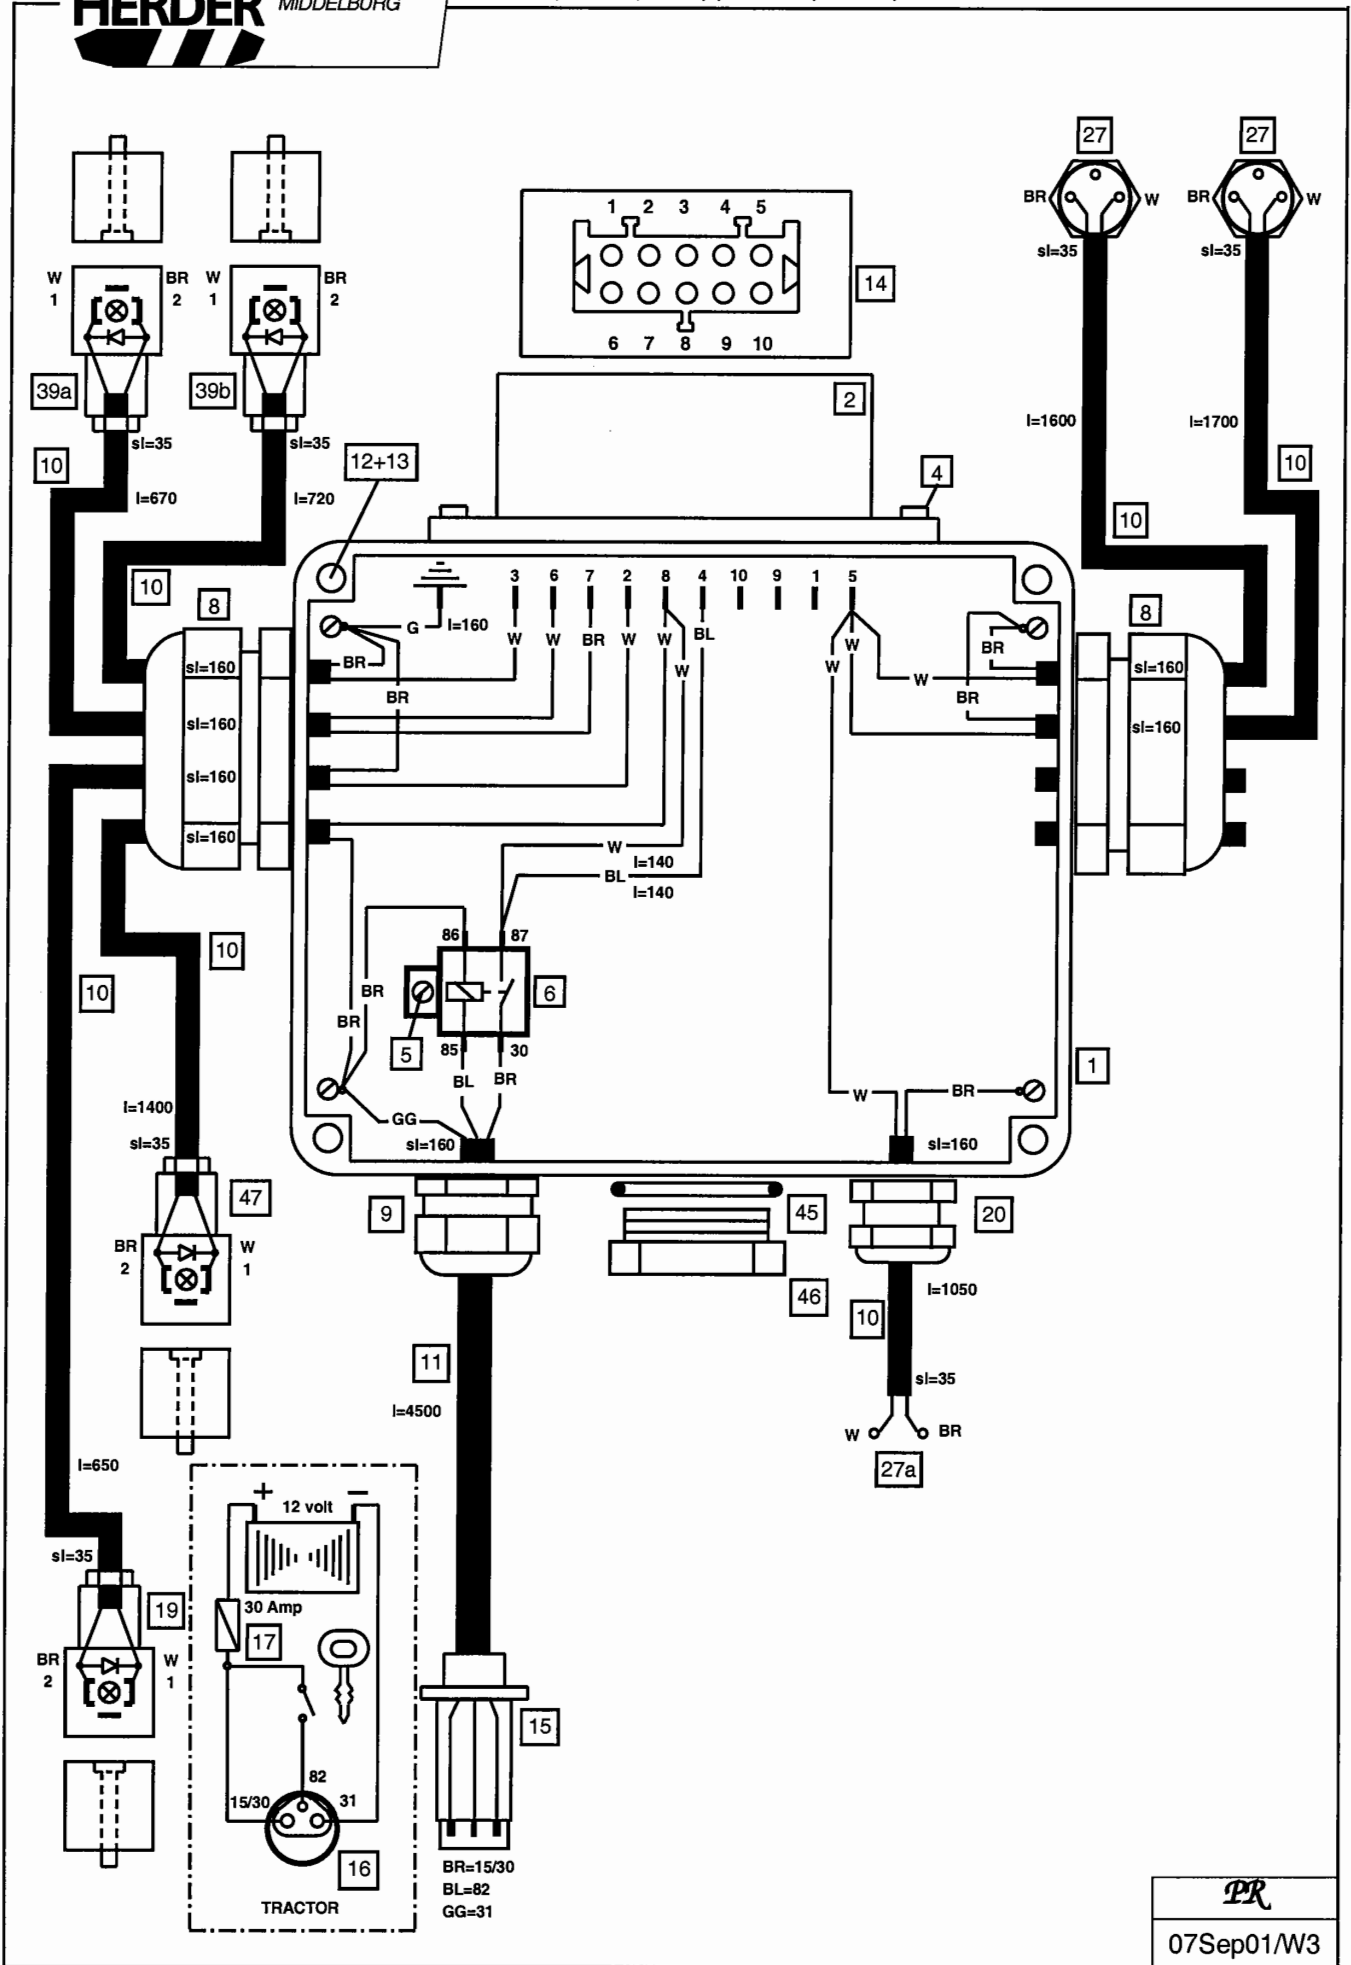 HERDER
MIDDELBURG
27
27
BR
W
BR
W
1 2 3 4 5
14
6 7 8 9 10
sl=35
sl=35
W
1
BR
2
W
1
BR
2
39a
39b
2
l=1600
l=1700
sl=35
sl=35
12+13
4
10
10
l=670
l=720
10
10
3 6 7 2 8 4 10 9 1 5
8
8
G
l=160
W
W
BR
W
W
BL
W
W
W
BR
BR
BR
BR
W
sl=160
sl=160
sl=160
sl=160
sl=160
sl=160
W
l=140
BL
l=140
86
87
10
10
BR
6
BR
5
85
30
1
BL
BR
W
BR
l=1400
GG
sl=35
sl=160
sl=160
47
9
45
20
BR
2
W
1
46
l=1050
10
11
sl=35
l=4500
W
BR
27a
l=650
+
−
12 volt
sl=35
19
30 Amp
17
BR
2
W
1
15
82
15/30
31
16
BR=15/30
BL=82
GG=31
TRACTOR
PR
07Sep01/W3